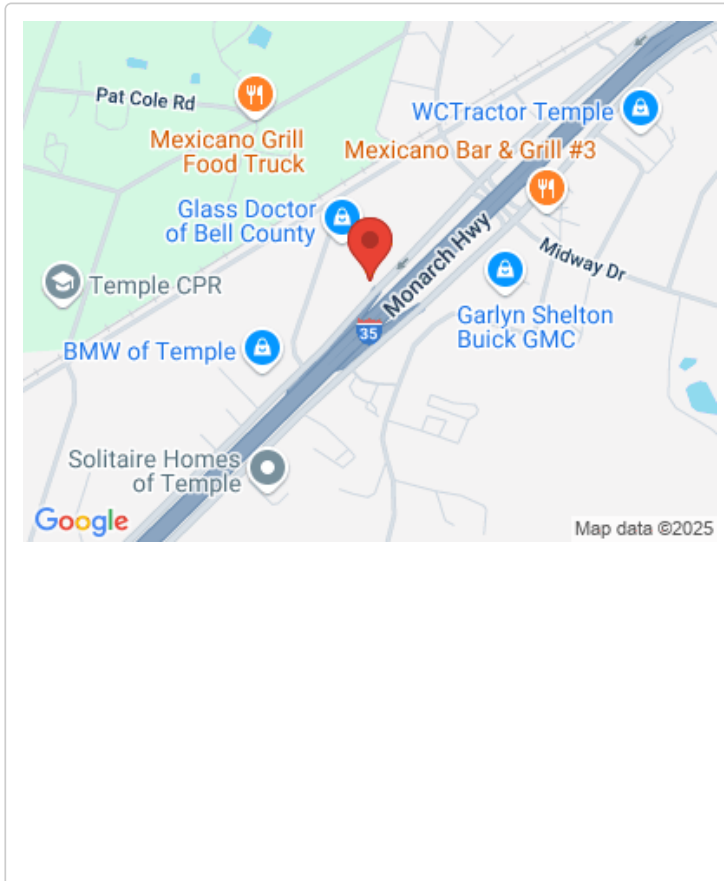 Pat Cole Rd
Mexicano Grill
Food Truck
WCTractor Temple
Mexicano Bar & Grill #3
Glass Doctor
of Bell County
Monarch Hwy
Midway Dr
Temple CPR
Garlyn Shelton
Buick GMC
35
BMW of Temple
Solitaire Homes
of Temple
Google
Map data ©2025